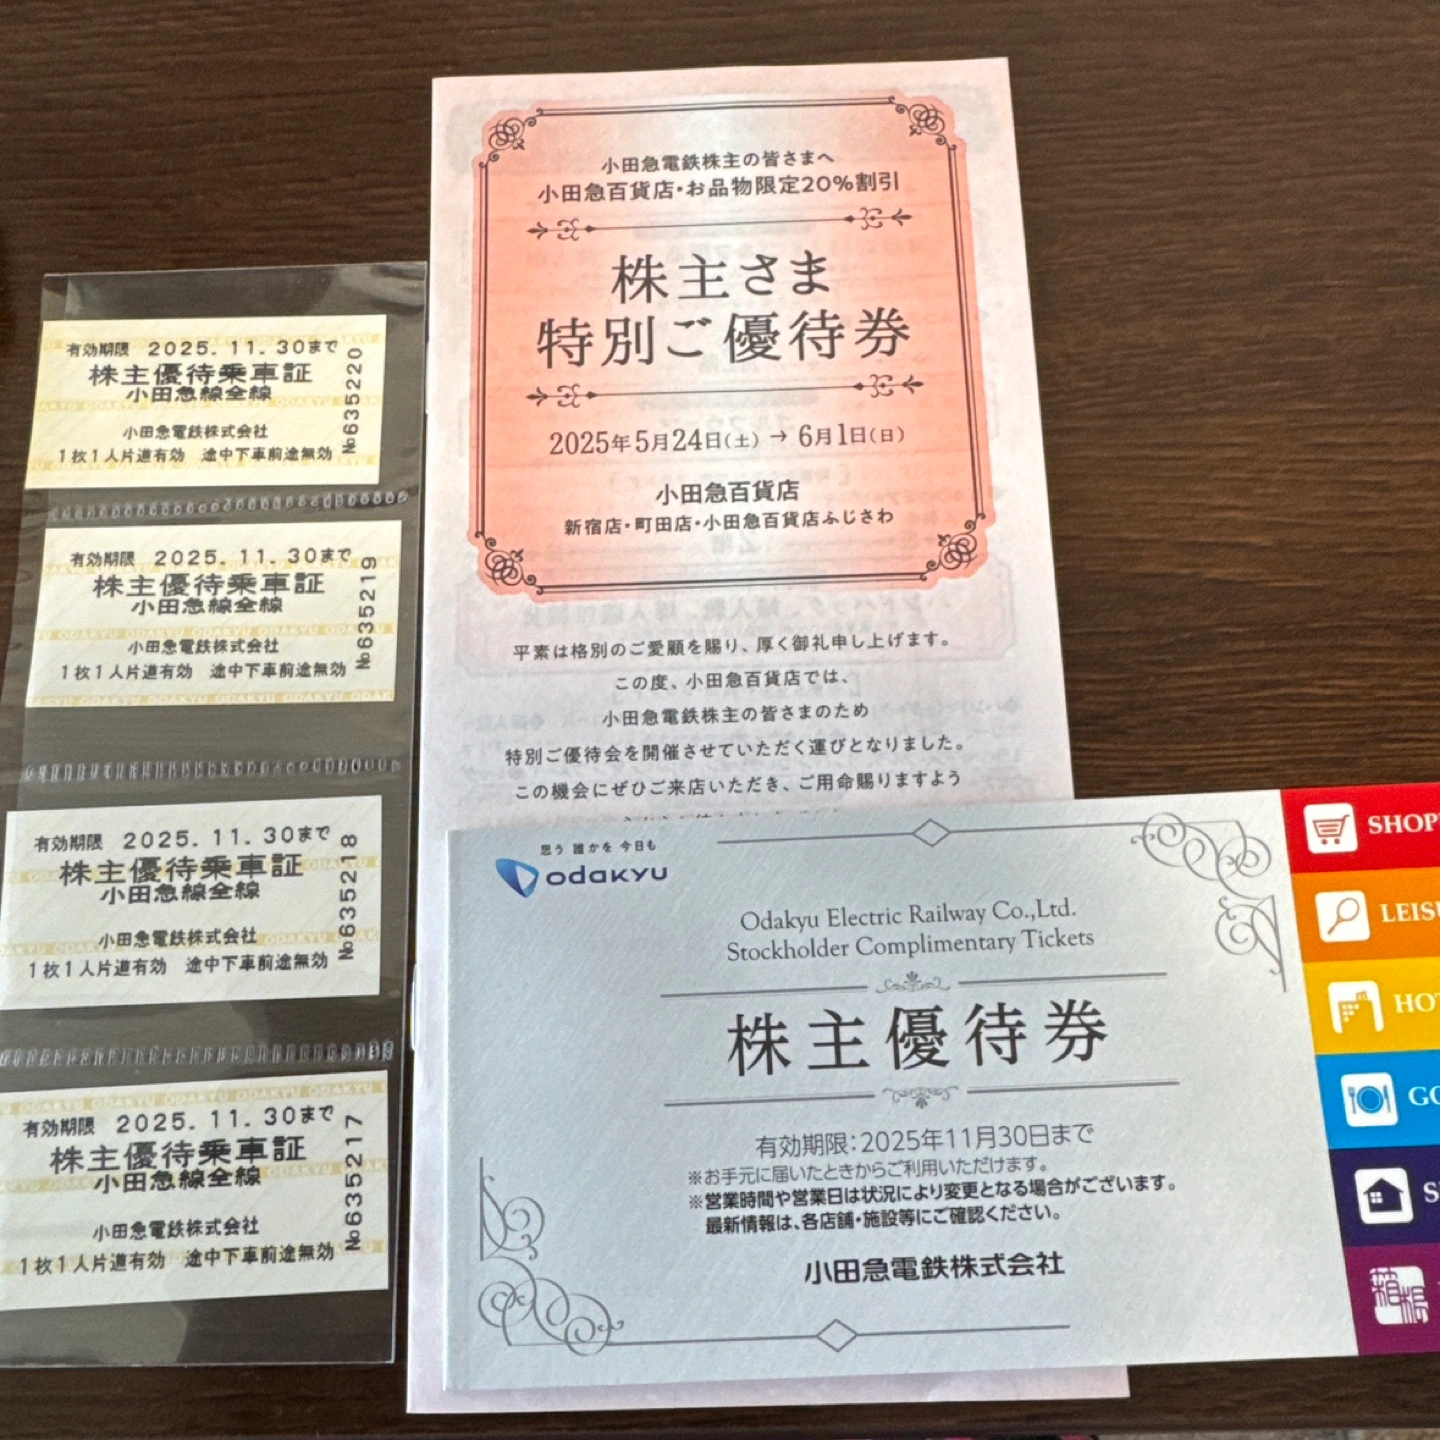 有効期限 2025.11.30まで
株主優待乗車証
小田急線全線
小田急電鉄株式会社
1枚1人片道有効 途中下車前途無効
№635220
有効期限 2025.11.30まで
株主優待乗車証
小田急線全線
小田急電鉄株式会社
1枚1人片道有効 途中下車前途無効
№635219
有効期限 2025.11.30まで
株主優待乗車証
小田急線全線
小田急電鉄株式会社
1枚1人片道有効 途中下車前途無効
№635218
有効期限 2025.11.30まで
株主優待乗車証
小田急線全線
小田急電鉄株式会社
1枚1人片道有効 途中下車前途無効
№635217
小田急電鉄株主の皆さまへ
小田急百貨店・お品物限定20%割引
株主さま
特別ご優待券
2025年5月24日(土)→6月1日(日)
小田急百貨店
新宿店・町田店・小田急百貨店ふじさわ
平素は格別のご愛顧を賜り、厚く御礼申し上げます。
この度、小田急百貨店では、
小田急電鉄株主の皆さまのため
特別ご優待会を開催させていただく運びとなりました。
この機会にぜひご来店いただき、ご用命賜りますよう
思う 誰かを 今日も
odakyu
Odakyu Electric Railway Co.,Ltd.
Stockholder Complimentary Tickets
株主優待券
有効期限:2025年11月30日まで
※お手元に届いたときからご利用いただけます。
※営業時間や営業日は状況により変更となる場合がございます。
最新情報は、各店舗・施設等にご確認ください。
小田急電鉄株式会社
SHOP
LEIS
HOT
GO
S
箱根